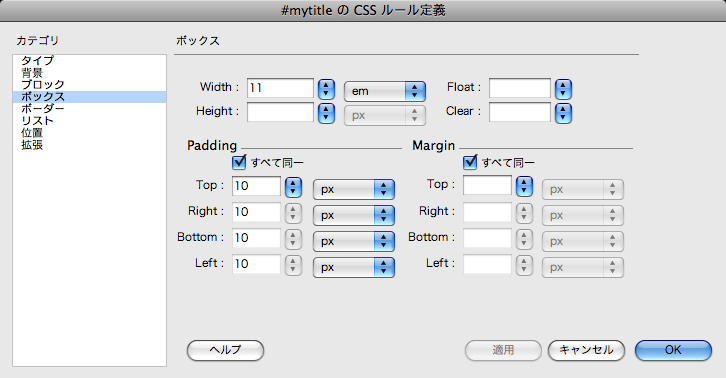 #mytitle の CSS ルール定義
カテゴリ
タイプ
背景
ブロック
ボックス
ボーダー
リスト
位置
拡張
ボックス
Width : 11 em Float :
Height : px Clear :
Padding Margin
すべて同一 すべて同一
Top : 10 px Top : px
Right : 10 px Right : px
Bottom : 10 px Bottom : px
Left : 10 px Left : px
ヘルプ 適用 キャンセル OK